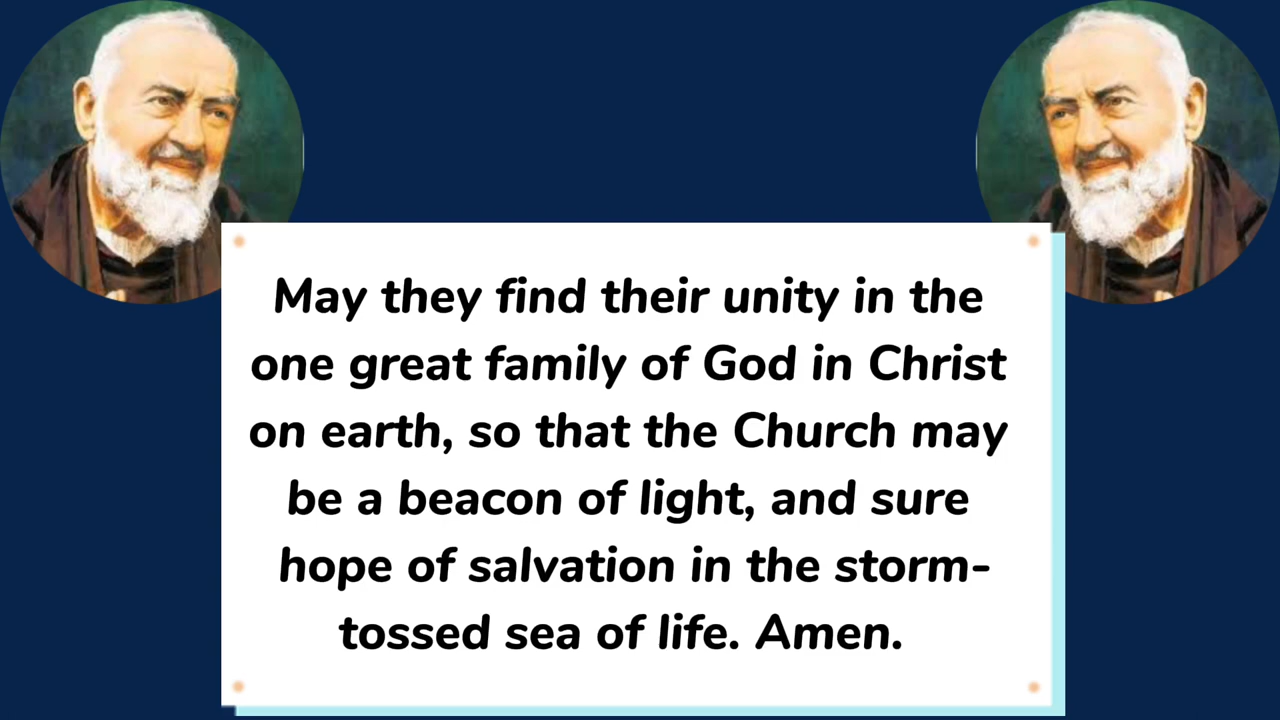 May they find their unity in the
one great family of God in Christ
on earth, so that the Church may
be a beacon of light, and sure
hope of salvation in the storm-
tossed sea of life. Amen.